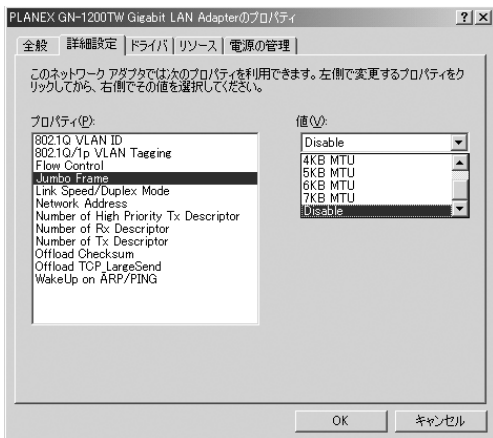 PLANEX GN-1200TW Gigabit LAN Adapterのプロパティ
全般
詳細設定
ドライバ
リソース
電源の管理
このネットワーク アダプタでは次のプロパティを利用できます。左側で変更するプロパティをク
リックしてから、右側でその値を選択してください。
プロパティ(P):
値(V):
802.1Q VLAN ID
802.1Q/1p VLAN Tagging
Flow Control
Jumbo Frame
Link Speed/Duplex Mode
Network Address
Number of High Priority Tx Descriptor
Number of Rx Descriptor
Number of Tx Descriptor
Offload Checksum
Offload TCP_LargeSend
WakeUp on ARP/PING
Disable
4KB MTU
5KB MTU
6KB MTU
7KB MTU
Disable
OK
キャンセル